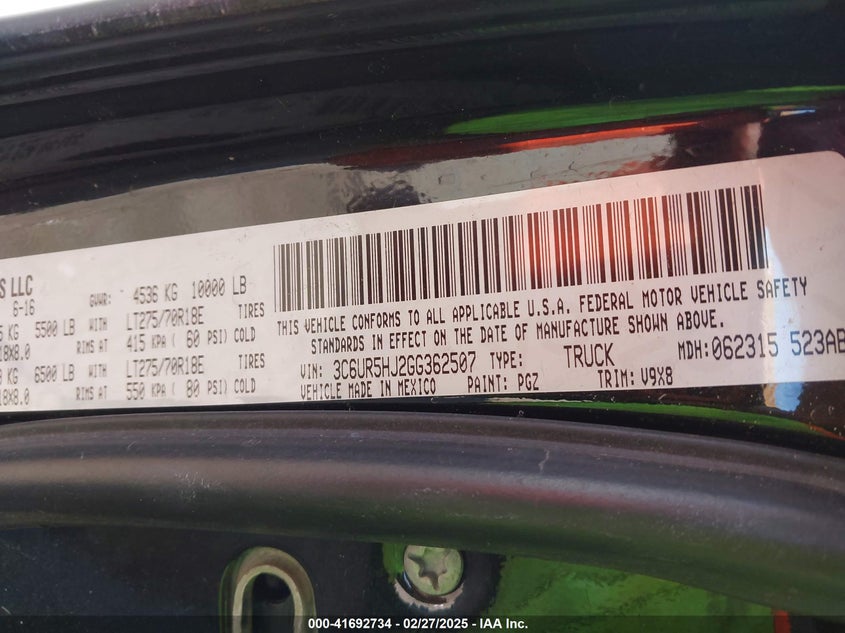 S LLC
6-16
GVWR: 4536 KG 10000 LB
KG 5500 LB WITH LT275/70R18E TIRES
18X8.0 RIMS AT 415 KPA ( 60 PSI) COLD
KG 6500 LB WITH LT275/70R18E TIRES
18X8.0 RIMS AT 550 KPA ( 80 PSI) COLD
THIS VEHICLE CONFORMS TO ALL APPLICABLE U.S.A. FEDERAL MOTOR VEHICLE SAFETY
STANDARDS IN EFFECT ON THE DATE OF MANUFACTURE SHOWN ABOVE.
VIN: 3C6UR5HJ2GG362507 TYPE: TRUCK MDH:062315 523AB
VEHICLE MADE IN MEXICO PAINT: PGZ TRIM: V9X8
000-41692734 - 02/27/2025 - IAA Inc.